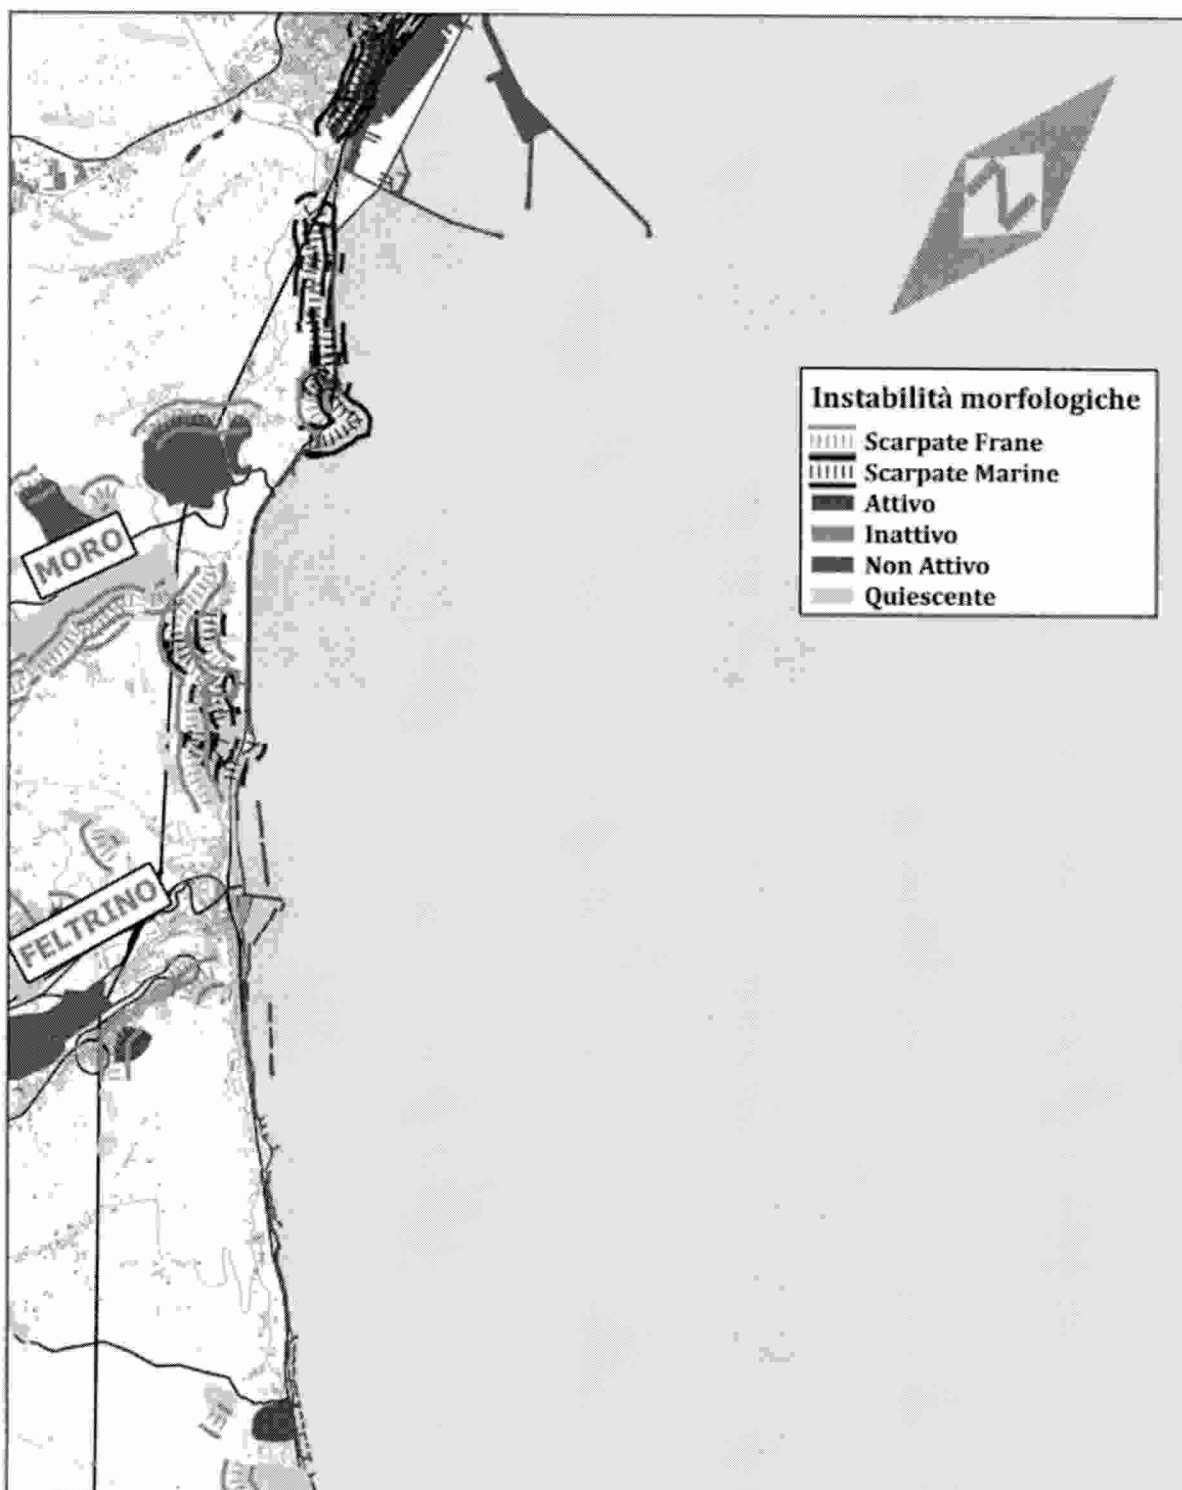 N
Instabilità morfologiche
Scarpate Frane
Scarpate Marine
Attivo
Inattivo
Non Attivo
Quiescente
MORO
FELTRINO